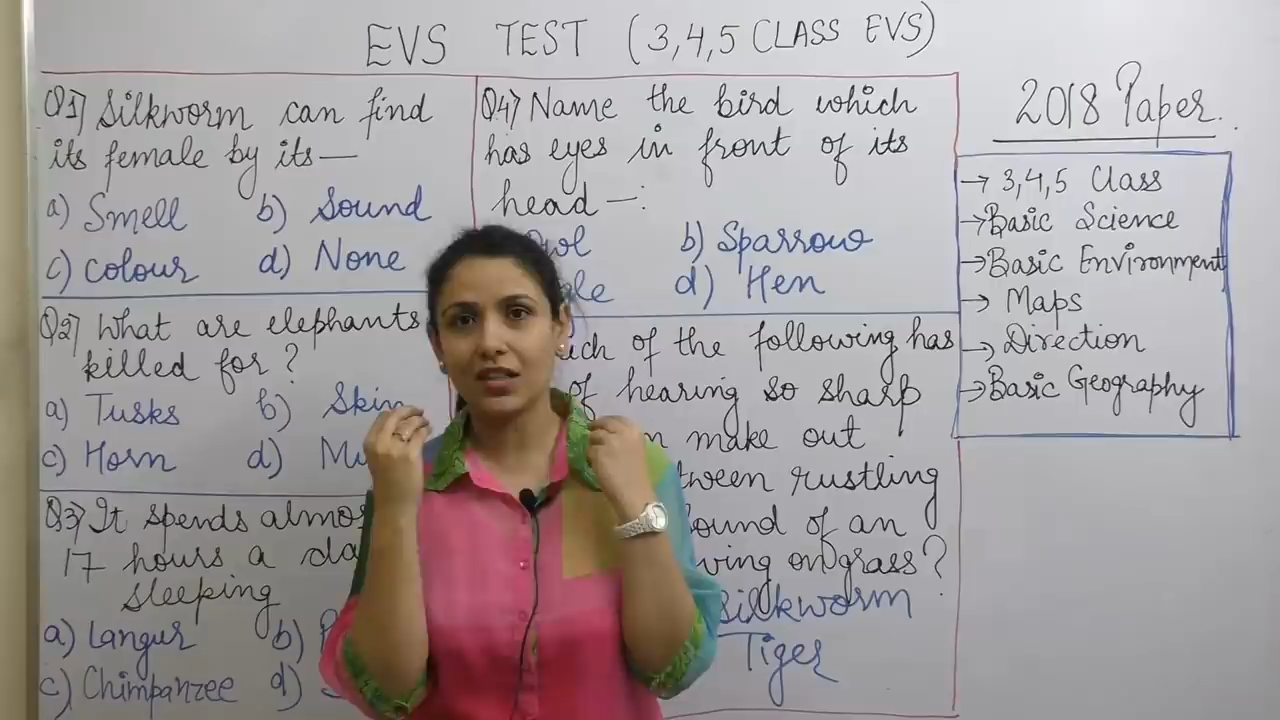 EVS TEST (3,4,5 CLASS EVS)
Q1) Silkworm can find
its female by its—
a) Smell b) Sound
c) colour d) None
Q2) What are elephants
killed for?
a) Tusks b) Skin
c) Horn d)
Q3) It spends
17 hours a
sleeping
a) Langur b)
c) Chimpanzee d)
Q4) Name the bird which
has eyes in front of its
head —:
b) Sparrow
d) Hen
of the following has
of hearing so sharp
make out
rustling
of an
on grass?
Silkworm
Tiger
2018 Paper.
→ 3,4,5 Class
→ Basic Science
→ Basic Environment
→ Maps
→ Direction
→ Basic Geography